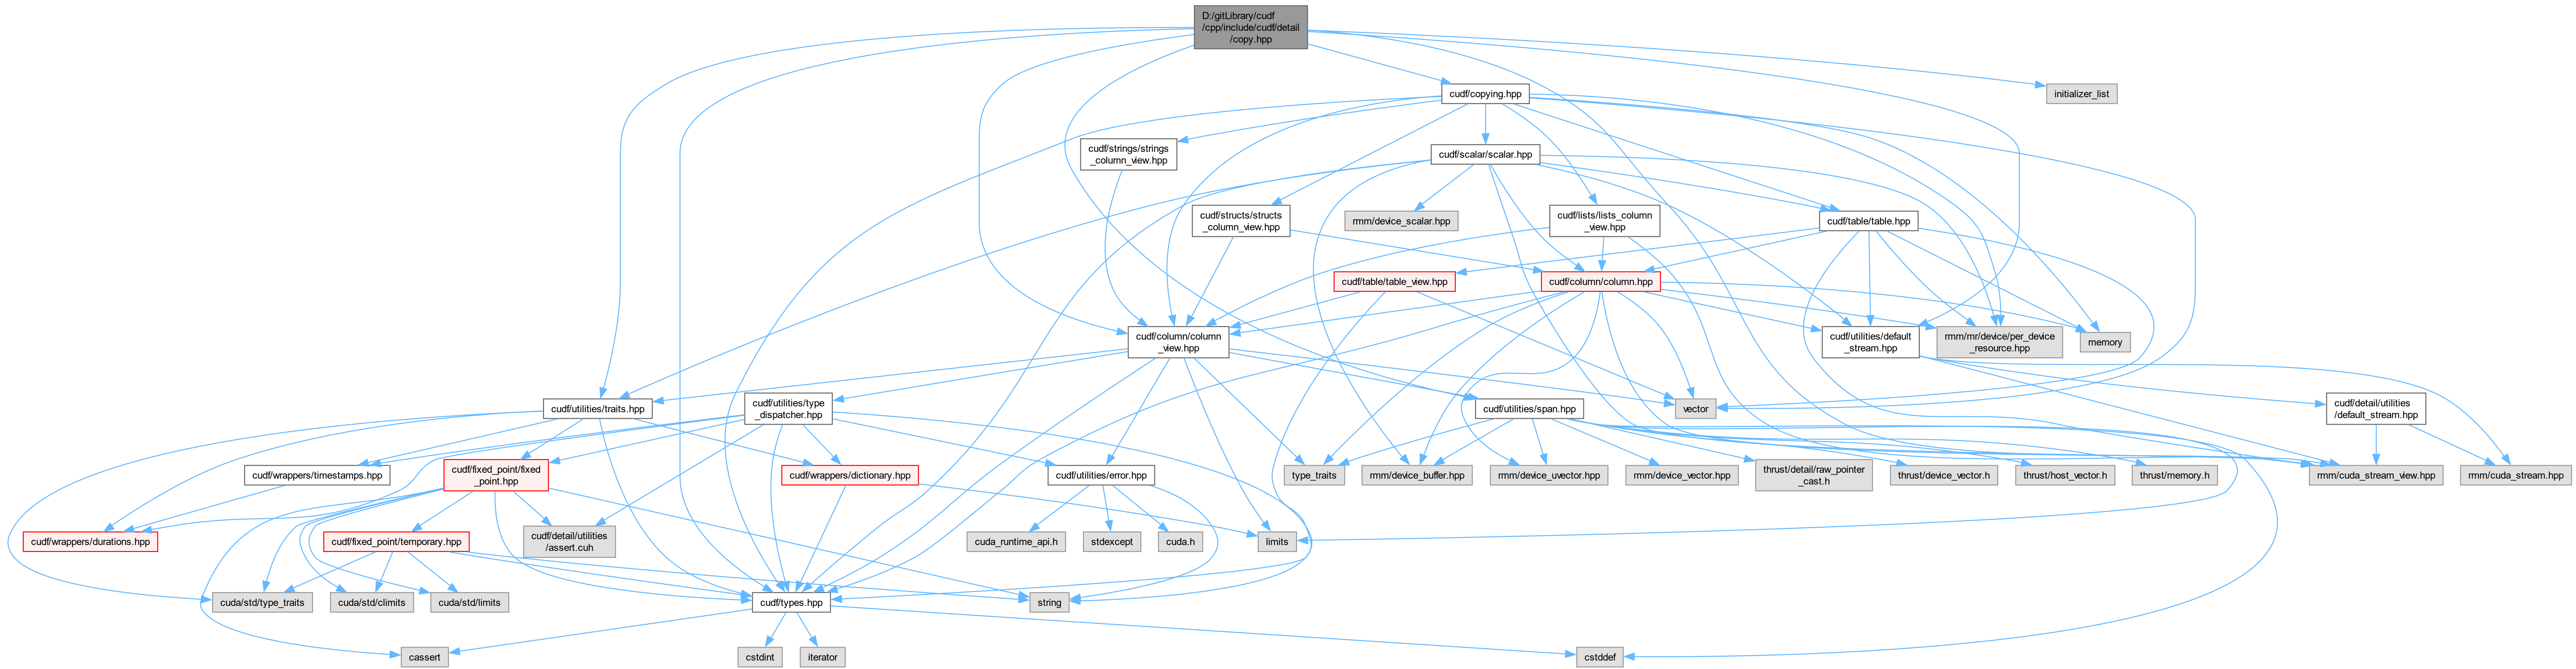 D:/gitLibrary/cudf
/cpp/include/cudf/detail
/copy.hpp
cudf/copying.hpp
initializer_list
cudf/strings/strings
_column_view.hpp
cudf/scalar/scalar.hpp
cudf/structs/structs
_column_view.hpp
rmm/device_scalar.hpp
cudf/lists/lists_column
_view.hpp
cudf/table/table.hpp
cudf/table/table_view.hpp
cudf/column/column.hpp
cudf/column/column
_view.hpp
cudf/utilities/default
_stream.hpp
rmm/mr/device/per_device
_resource.hpp
memory
cudf/utilities/traits.hpp
cudf/utilities/type
_dispatcher.hpp
cudf/utilities/span.hpp
vector
cudf/detail/utilities
/default_stream.hpp
cudf/wrappers/timestamps.hpp
cudf/fixed_point/fixed
_point.hpp
cudf/wrappers/dictionary.hpp
cudf/utilities/error.hpp
type_traits
rmm/device_buffer.hpp
rmm/device_uvector.hpp
rmm/device_vector.hpp
thrust/detail/raw_pointer
_cast.h
thrust/device_vector.h
thrust/host_vector.h
thrust/memory.h
rmm/cuda_stream_view.hpp
rmm/cuda_stream.hpp
cudf/wrappers/durations.hpp
cudf/fixed_point/temporary.hpp
cudf/detail/utilities
/assert.cuh
cuda_runtime_api.h
stdexcept
cuda.h
limits
cuda/std/type_traits
cuda/std/climits
cuda/std/limits
cudf/types.hpp
string
cassert
cstdint
iterator
cstddef